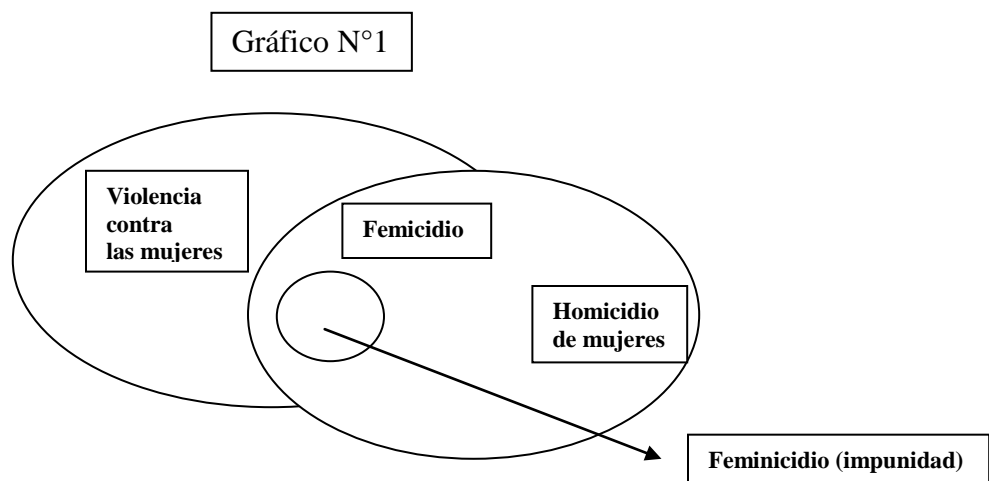 Gráfico N°1
Violencia
contra
las mujeres
Femicidio
Homicidio
de mujeres
Feminicidio (impunidad)